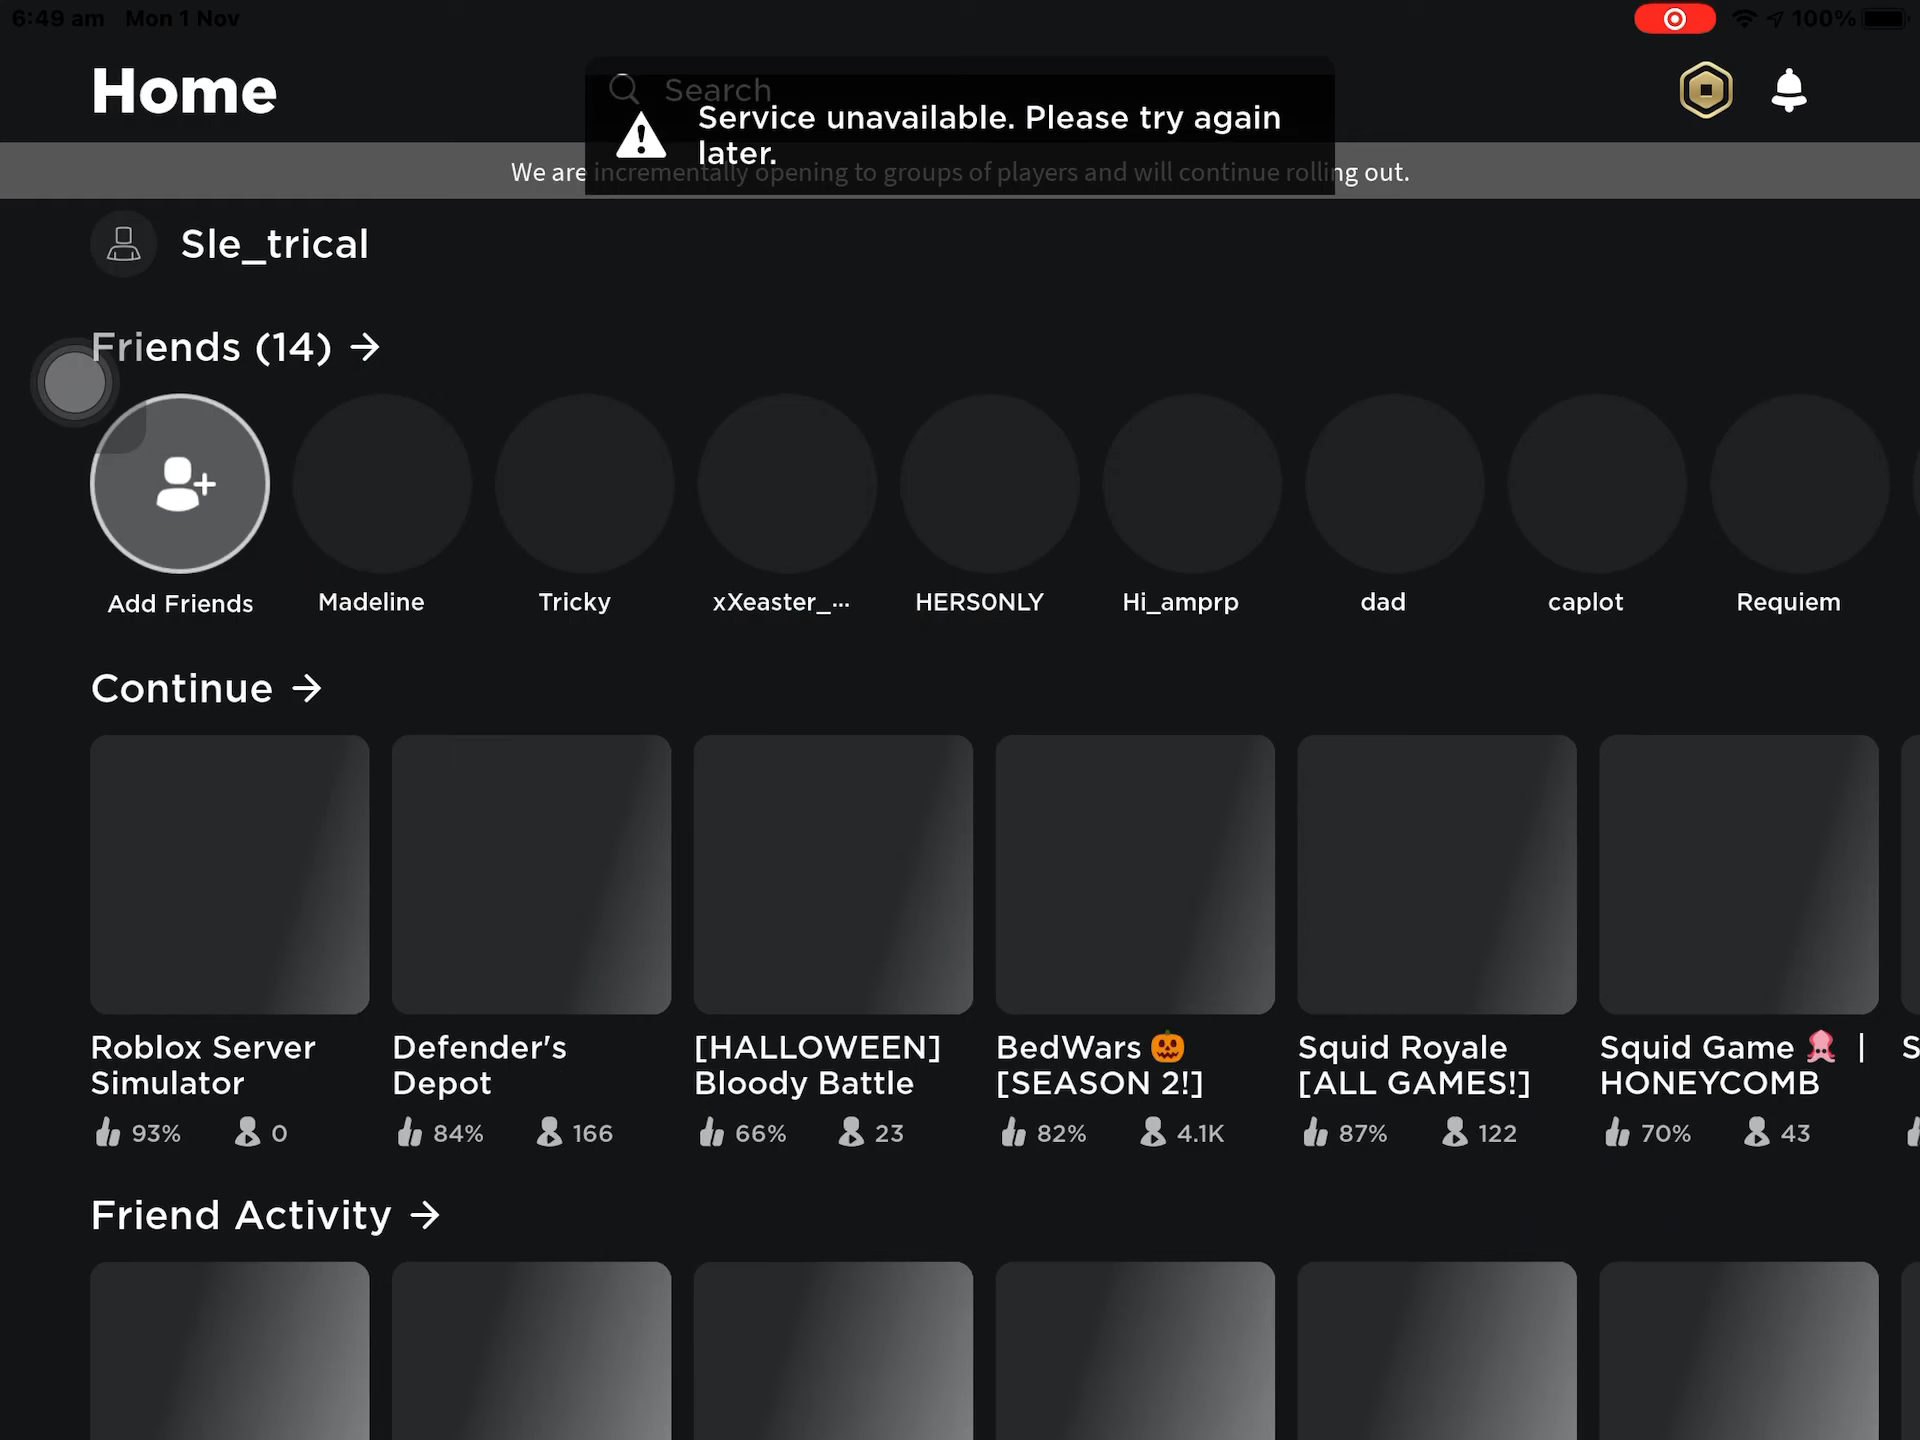 6:49 am Mon 1 Nov
100%
Home
Search
Service unavailable. Please try again
later.
We are incrementally opening to groups of players and will continue rolling out.
Sle_trical
Friends (14) →
Add Friends
Madeline
Tricky
xXeaster_...
HERS0NLY
Hi_amprp
dad
caplot
Requiem
Continue →
Roblox Server
Simulator
93% 0
Defender's
Depot
84% 166
[HALLOWEEN]
Bloody Battle
66% 23
BedWars 🎃
[SEASON 2!]
82% 4.1K
Squid Royale
[ALL GAMES!]
87% 122
Squid Game 🦑 |
HONEYCOMB
70% 43
S
Friend Activity →